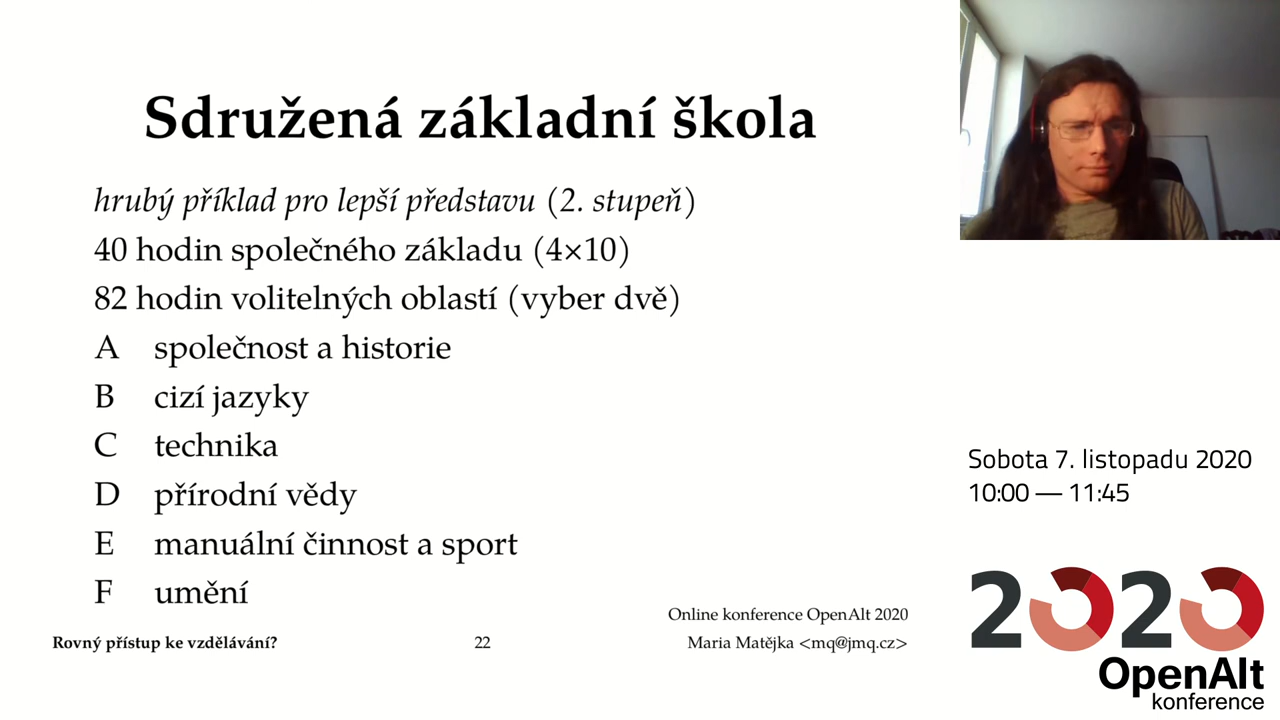 Sdružená základní škola
hrubý příklad pro lepší představu (2. stupeň)
40 hodin společného základu (4×10)
82 hodin volitelných oblastí (vyber dvě)
A společnost a historie
B cizí jazyky
C technika
D přírodní vědy
E manuální činnost a sport
F umění
Online konference OpenAlt 2020
Rovný přístup ke vzdělávání? 22 Maria Matějka <mq@jmq.cz>
Sobota 7. listopadu 2020
10:00 — 11:45
2020
OpenAlt
konference